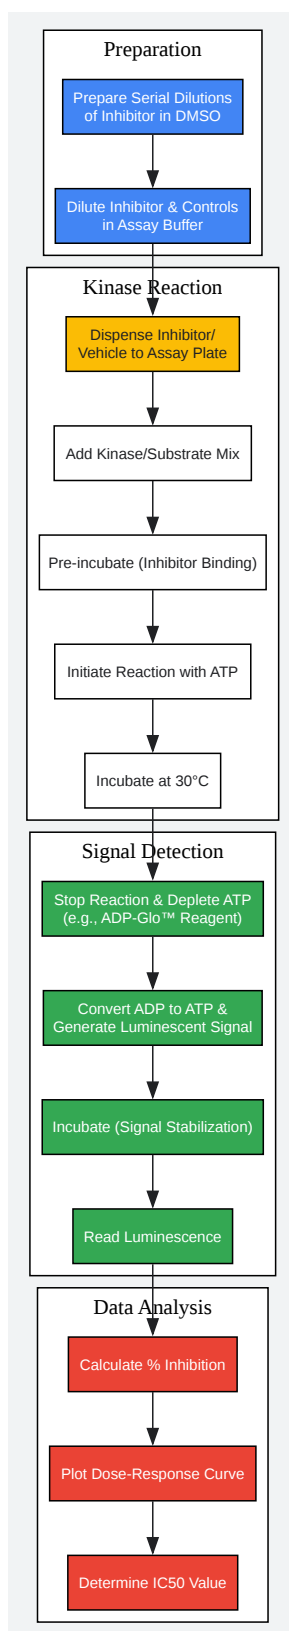 Preparation
Prepare Serial Dilutions
of Inhibitor in DMSO
Dilute Inhibitor & Controls
in Assay Buffer
Kinase Reaction
Dispense Inhibitor/
Vehicle to Assay Plate
Add Kinase/Substrate Mix
Pre-incubate (Inhibitor Binding)
Initiate Reaction with ATP
Incubate at 30°C
Signal Detection
Stop Reaction & Deplete ATP
(e.g., ADP-Glo™ Reagent)
Convert ADP to ATP &
Generate Luminescent Signal
Incubate (Signal Stabilization)
Read Luminescence
Data Analysis
Calculate % Inhibition
Plot Dose-Response Curve
Determine IC50 Value